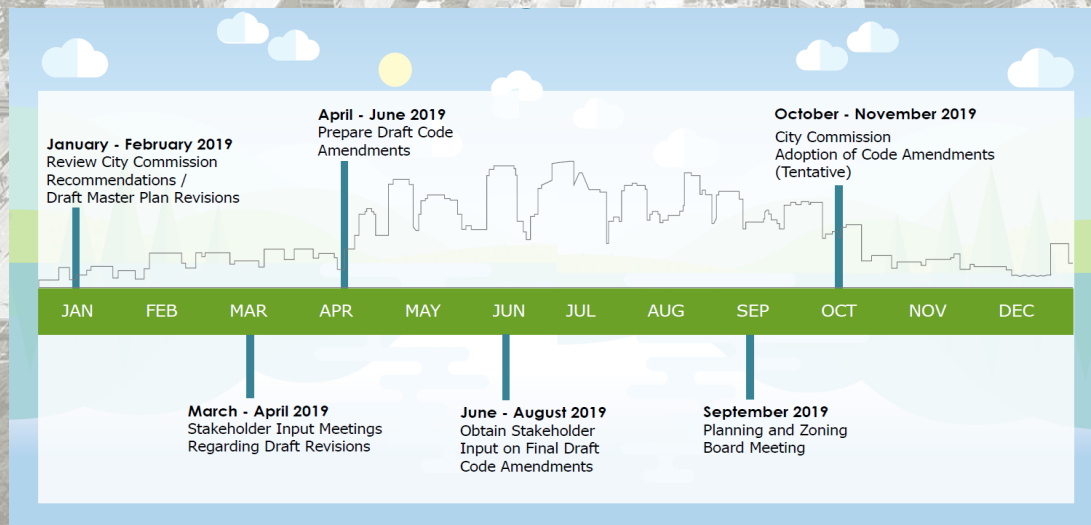 January - February 2019
Review City Commission
Recommendations /
Draft Master Plan Revisions
April - June 2019
Prepare Draft Code
Amendments
October - November 2019
City Commission
Adoption of Code Amendments
(Tentative)
JAN FEB MAR APR MAY JUN JUL AUG SEP OCT NOV DEC
March - April 2019
Stakeholder Input Meetings
Regarding Draft Revisions
June - August 2019
Obtain Stakeholder
Input on Final Draft
Code Amendments
September 2019
Planning and Zoning
Board Meeting